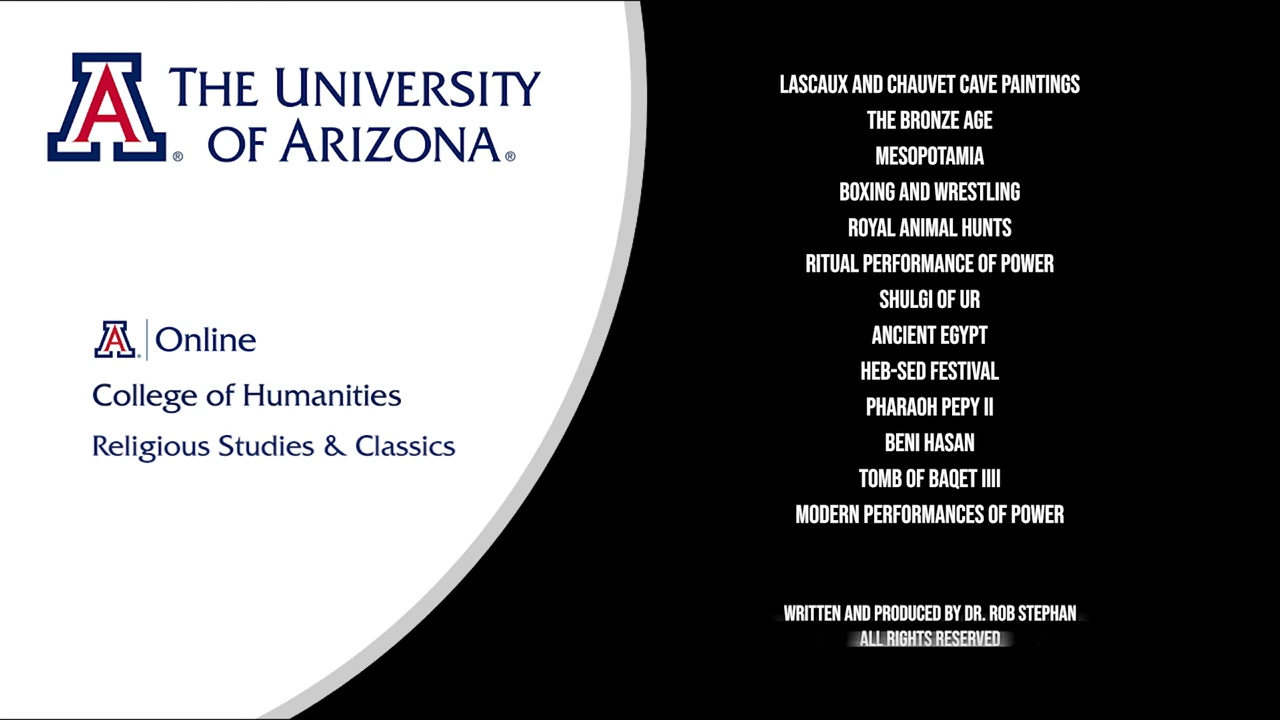 THE UNIVERSITY
OF ARIZONA®
A Online
College of Humanities
Religious Studies & Classics
LASCAUX AND CHAUVET CAVE PAINTINGS
THE BRONZE AGE
MESOPOTAMIA
BOXING AND WRESTLING
ROYAL ANIMAL HUNTS
RITUAL PERFORMANCE OF POWER
SHULGI OF UR
ANCIENT EGYPT
HEB-SED FESTIVAL
PHARAOH PEPY II
BENI HASAN
TOMB OF BAQET IIII
MODERN PERFORMANCES OF POWER
WRITTEN AND PRODUCED BY DR. ROB STEPHAN
ALL RIGHTS RESERVED